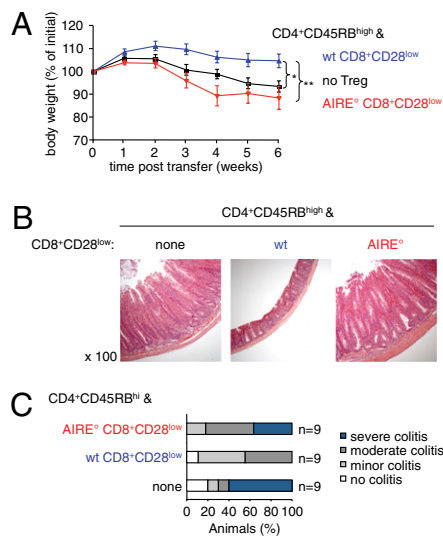 A
CD4⁺CD45RBhigh &
wt CD8⁺CD28low
no Treg
AIRE° CD8⁺CD28low
* **
body weight (% of initial)
120
110
100
90
80
70
0 1 2 3 4 5 6
time post transfer (weeks)
B
CD4⁺CD45RBhigh &
CD8⁺CD28low: none wt AIRE°
x 100
C
CD4⁺CD45RBhi &
AIRE° CD8⁺CD28low n=9
wt CD8⁺CD28low n=9
none n=9
0 20 40 60 80 100
Animals (%)
severe colitis
moderate colitis
minor colitis
no colitis